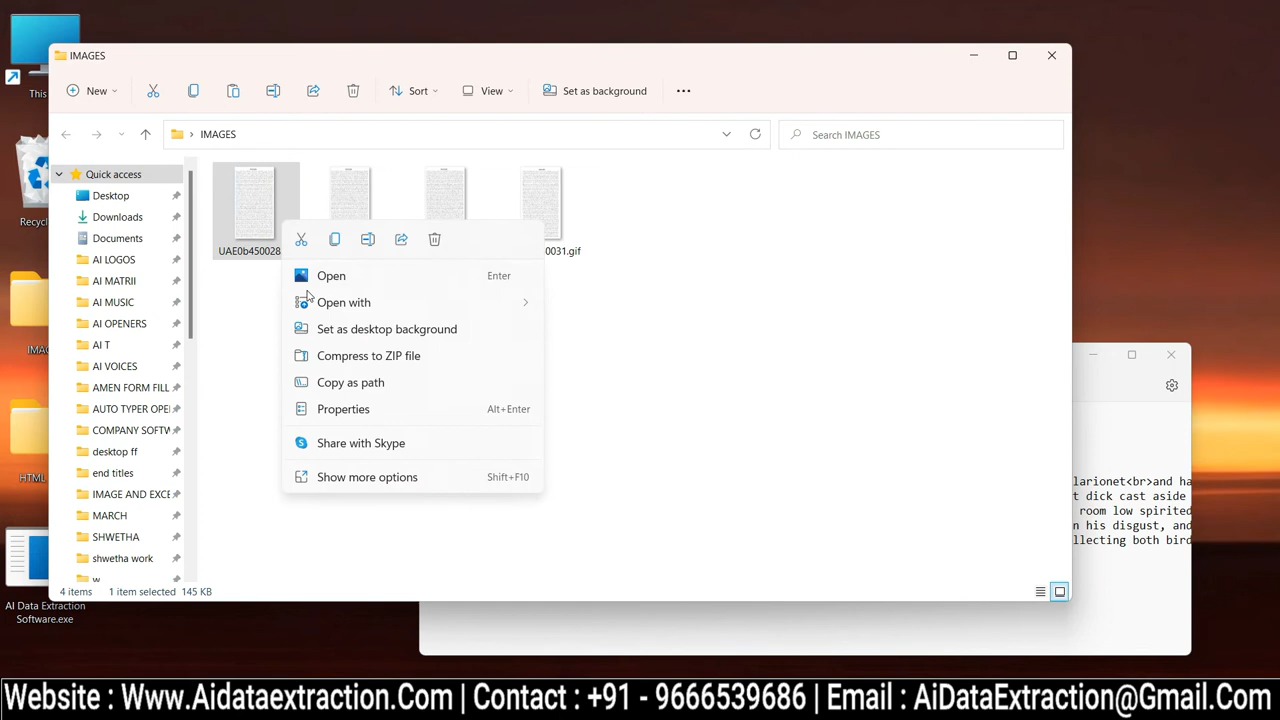 This
Recyc
IMAG
HTML
AI Data Extraction
Software.exe
IMAGES
New
Sort
View
Set as background
IMAGES
Search IMAGES
Quick access
Desktop
Downloads
Documents
AI LOGOS
AI MATRII
AI MUSIC
AI OPENERS
AI T
AI VOICES
AMEN FORM FILL
AUTO TYPER OPE
COMPANY SOFTW
desktop ff
end titles
IMAGE AND EXCE
MARCH
SHWETHA
shwetha work
w
UAE0b450028
0031.gif
Open Enter
Open with
Set as desktop background
Compress to ZIP file
Copy as path
Properties Alt+Enter
Share with Skype
Show more options Shift+F10
4 items 1 item selected 145 KB
larionet<br>and ha
t dick cast aside
room low spirited
n his disgust, and
llecting both bird
Website : Www.Aidataextraction.Com | Contact : +91 - 9666539686 | Email : AiDataExtraction@Gmail.Com